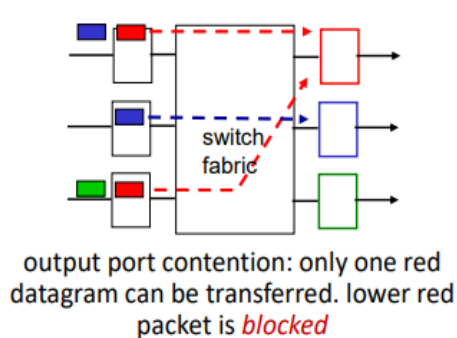 switch
fabric
output port contention: only one red
datagram can be transferred. lower red
packet is blocked